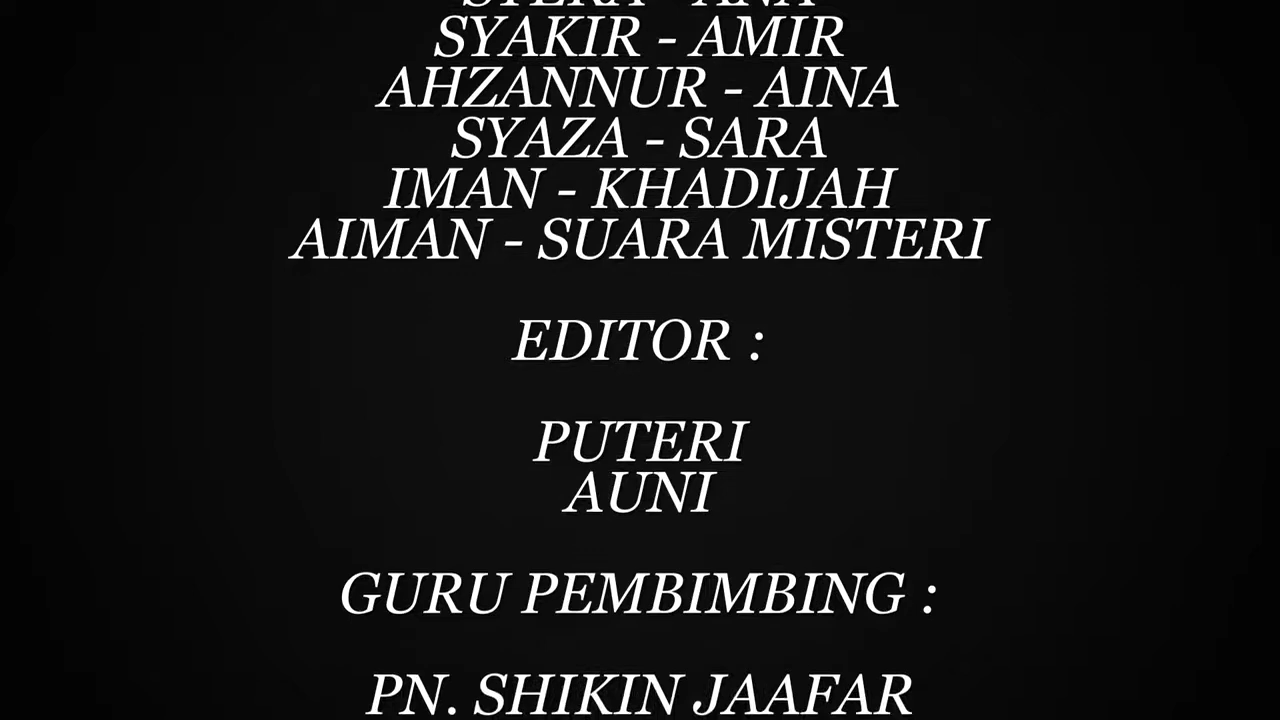 SYAKIR - AMIR
AHZANNUR - AINA
SYAZA - SARA
IMAN - KHADIJAH
AIMAN - SUARA MISTERI
EDITOR :
PUTERI
AUNI
GURU PEMBIMBING :
PN. SHIKIN JAAFAR